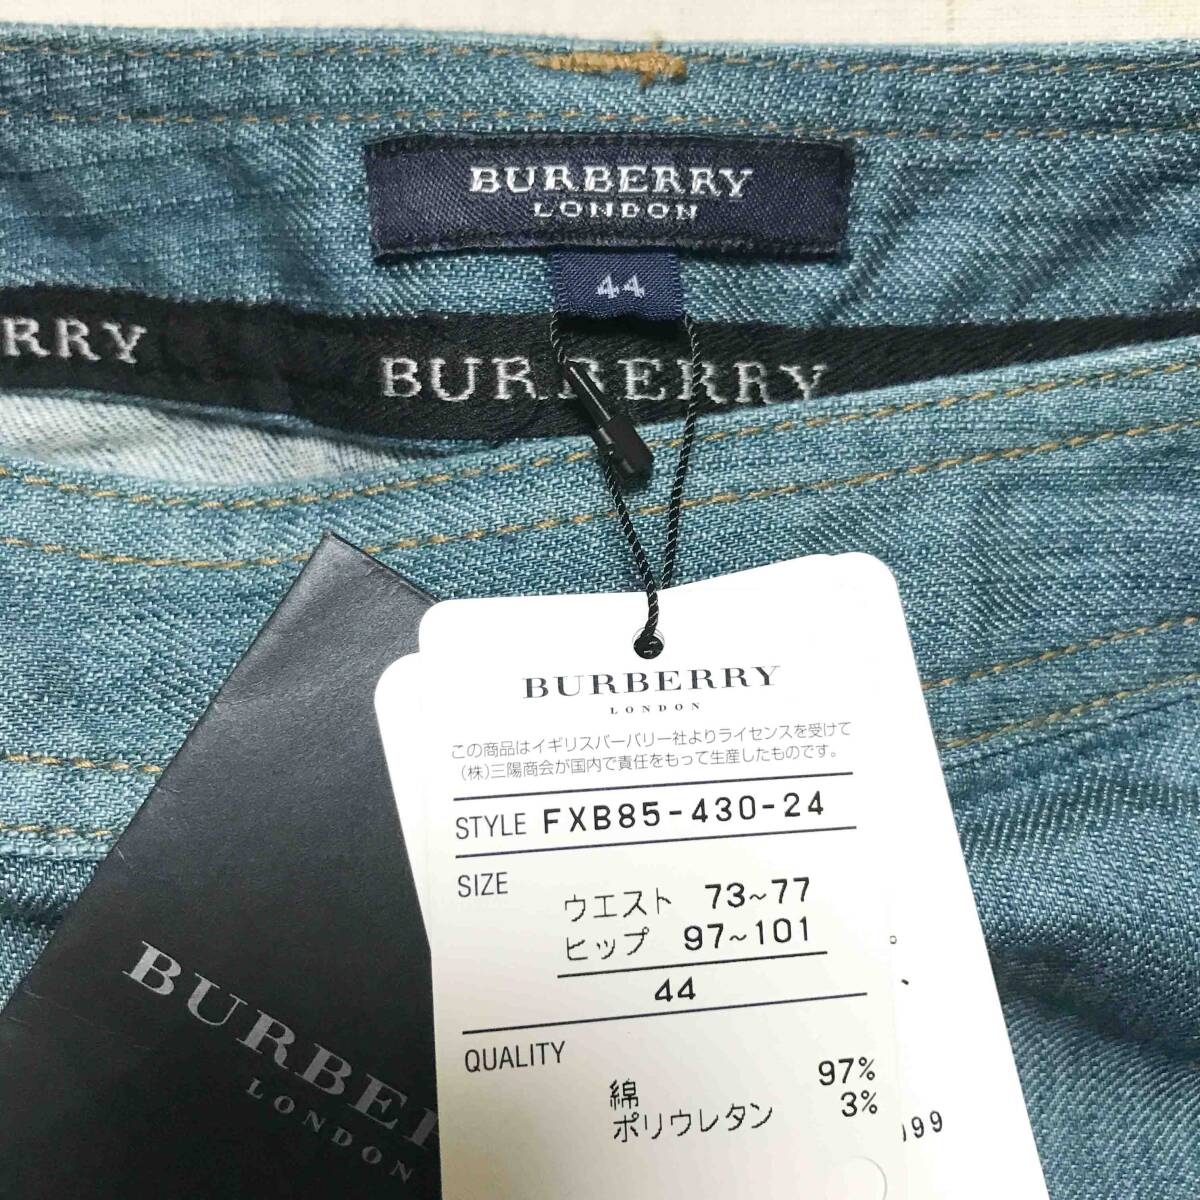 BURBERRY
LONDON
44
RRY
BURBERRY
BURBERRY
LONDON
この商品はイギリスバーバリー社よりライセンスを受けて
(株)三陽商会が国内で責任をもって生産したものです。
STYLE FXB85-430-24
SIZE
ウエスト 73~77
ヒップ 97~101
44
QUALITY
綿 97%
ポリウレタン 3%
BURBER
LONDON
99